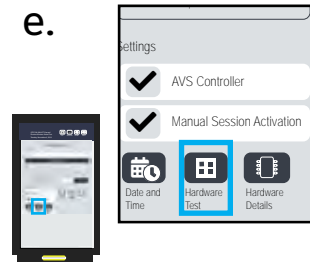 e.
Settings
AVS Controller
Manual Session Activation
Date and Time
Hardware Test
Hardware Details